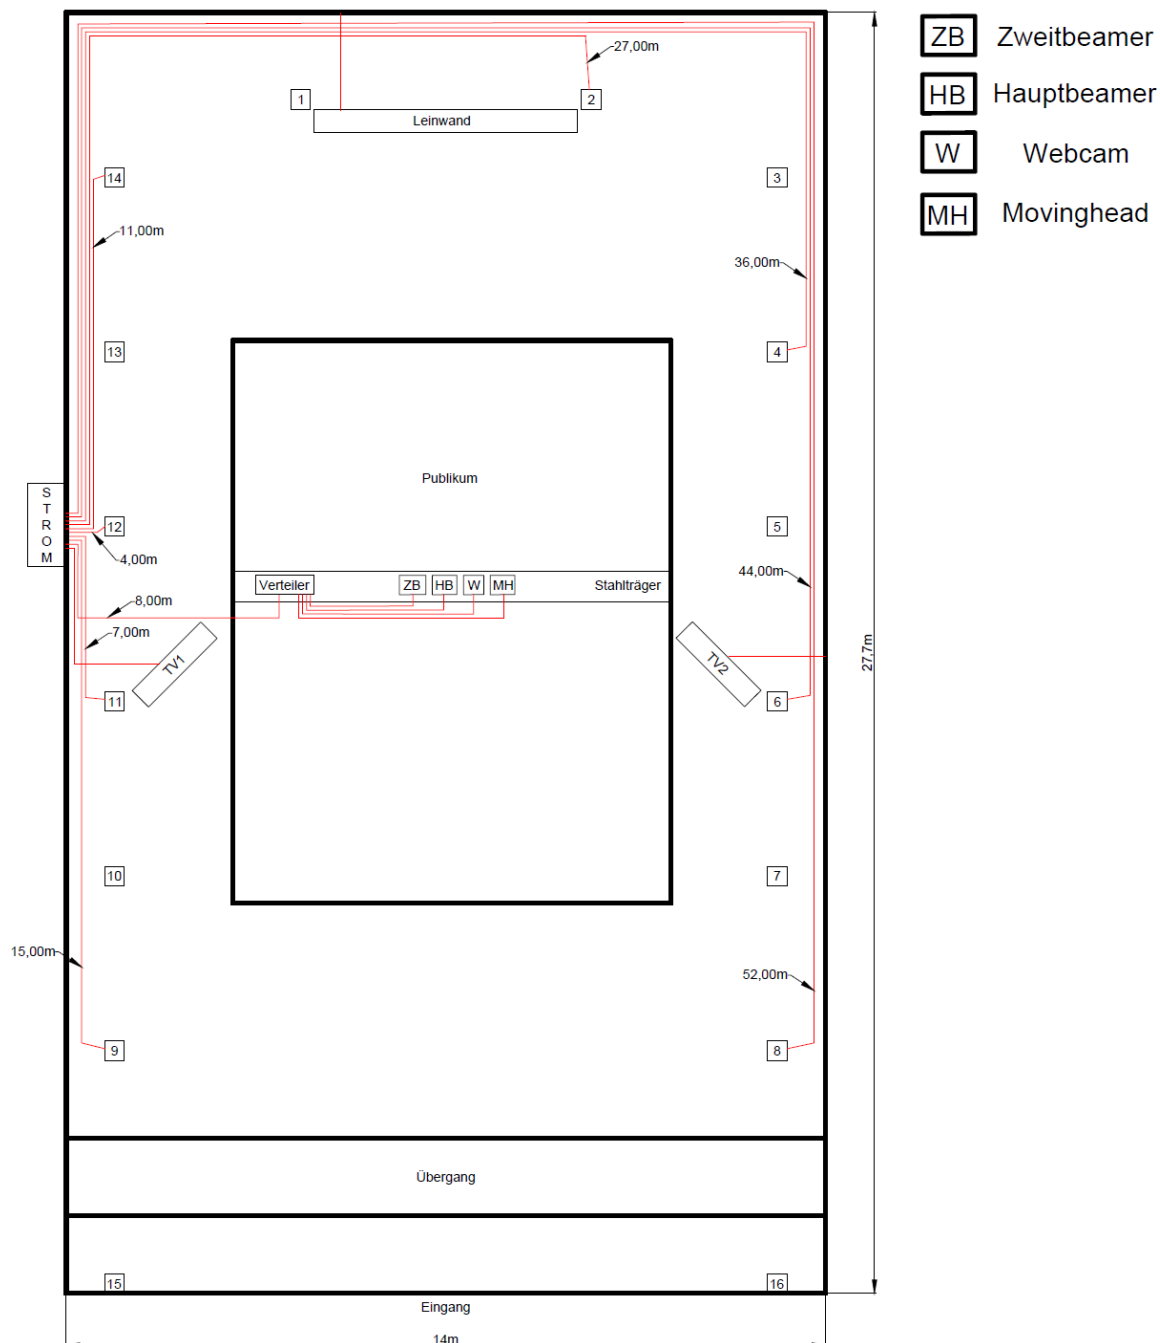 ZB Zweitbeamer
HB Hauptbeamer
W Webcam
MH Movinghead
27,00m
1
2
Leinwand
14
3
11,00m
36,00m
13
4
Publikum
STROM
12
5
4,00m
44,00m
Verteiler
ZB
HB
W
MH
Stahlträger
8,00m
7,00m
TV1
TV2
27,7m
11
6
10
7
15,00m
52,00m
9
8
Übergang
15
16
Eingang
14m